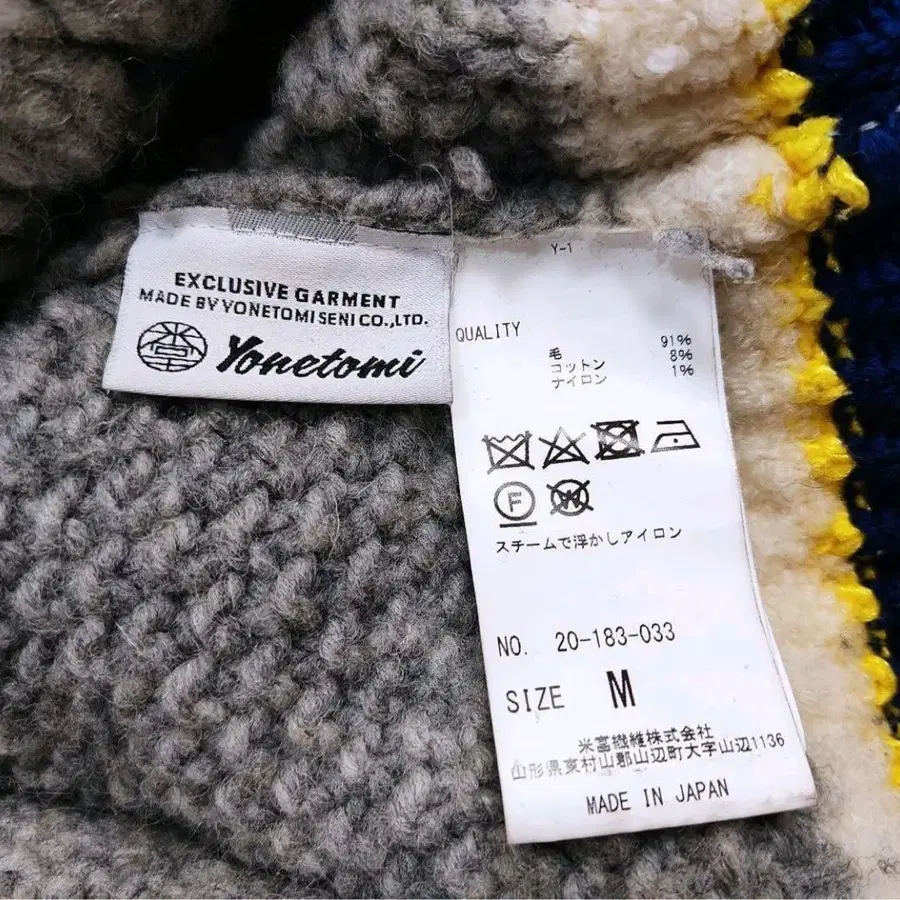 EXCLUSIVE GARMENT
MADE BY YONETOMI SENI CO.,LTD.
Yonetomi
Y-1
QUALITY
毛 91%
コットン 8%
ナイロン 1%
F
W
スチームで浮かしアイロン
NO. 20-183-033
SIZE M
米富繊維株式会社
山形県東村山郡山辺町大字山辺1136
MADE IN JAPAN